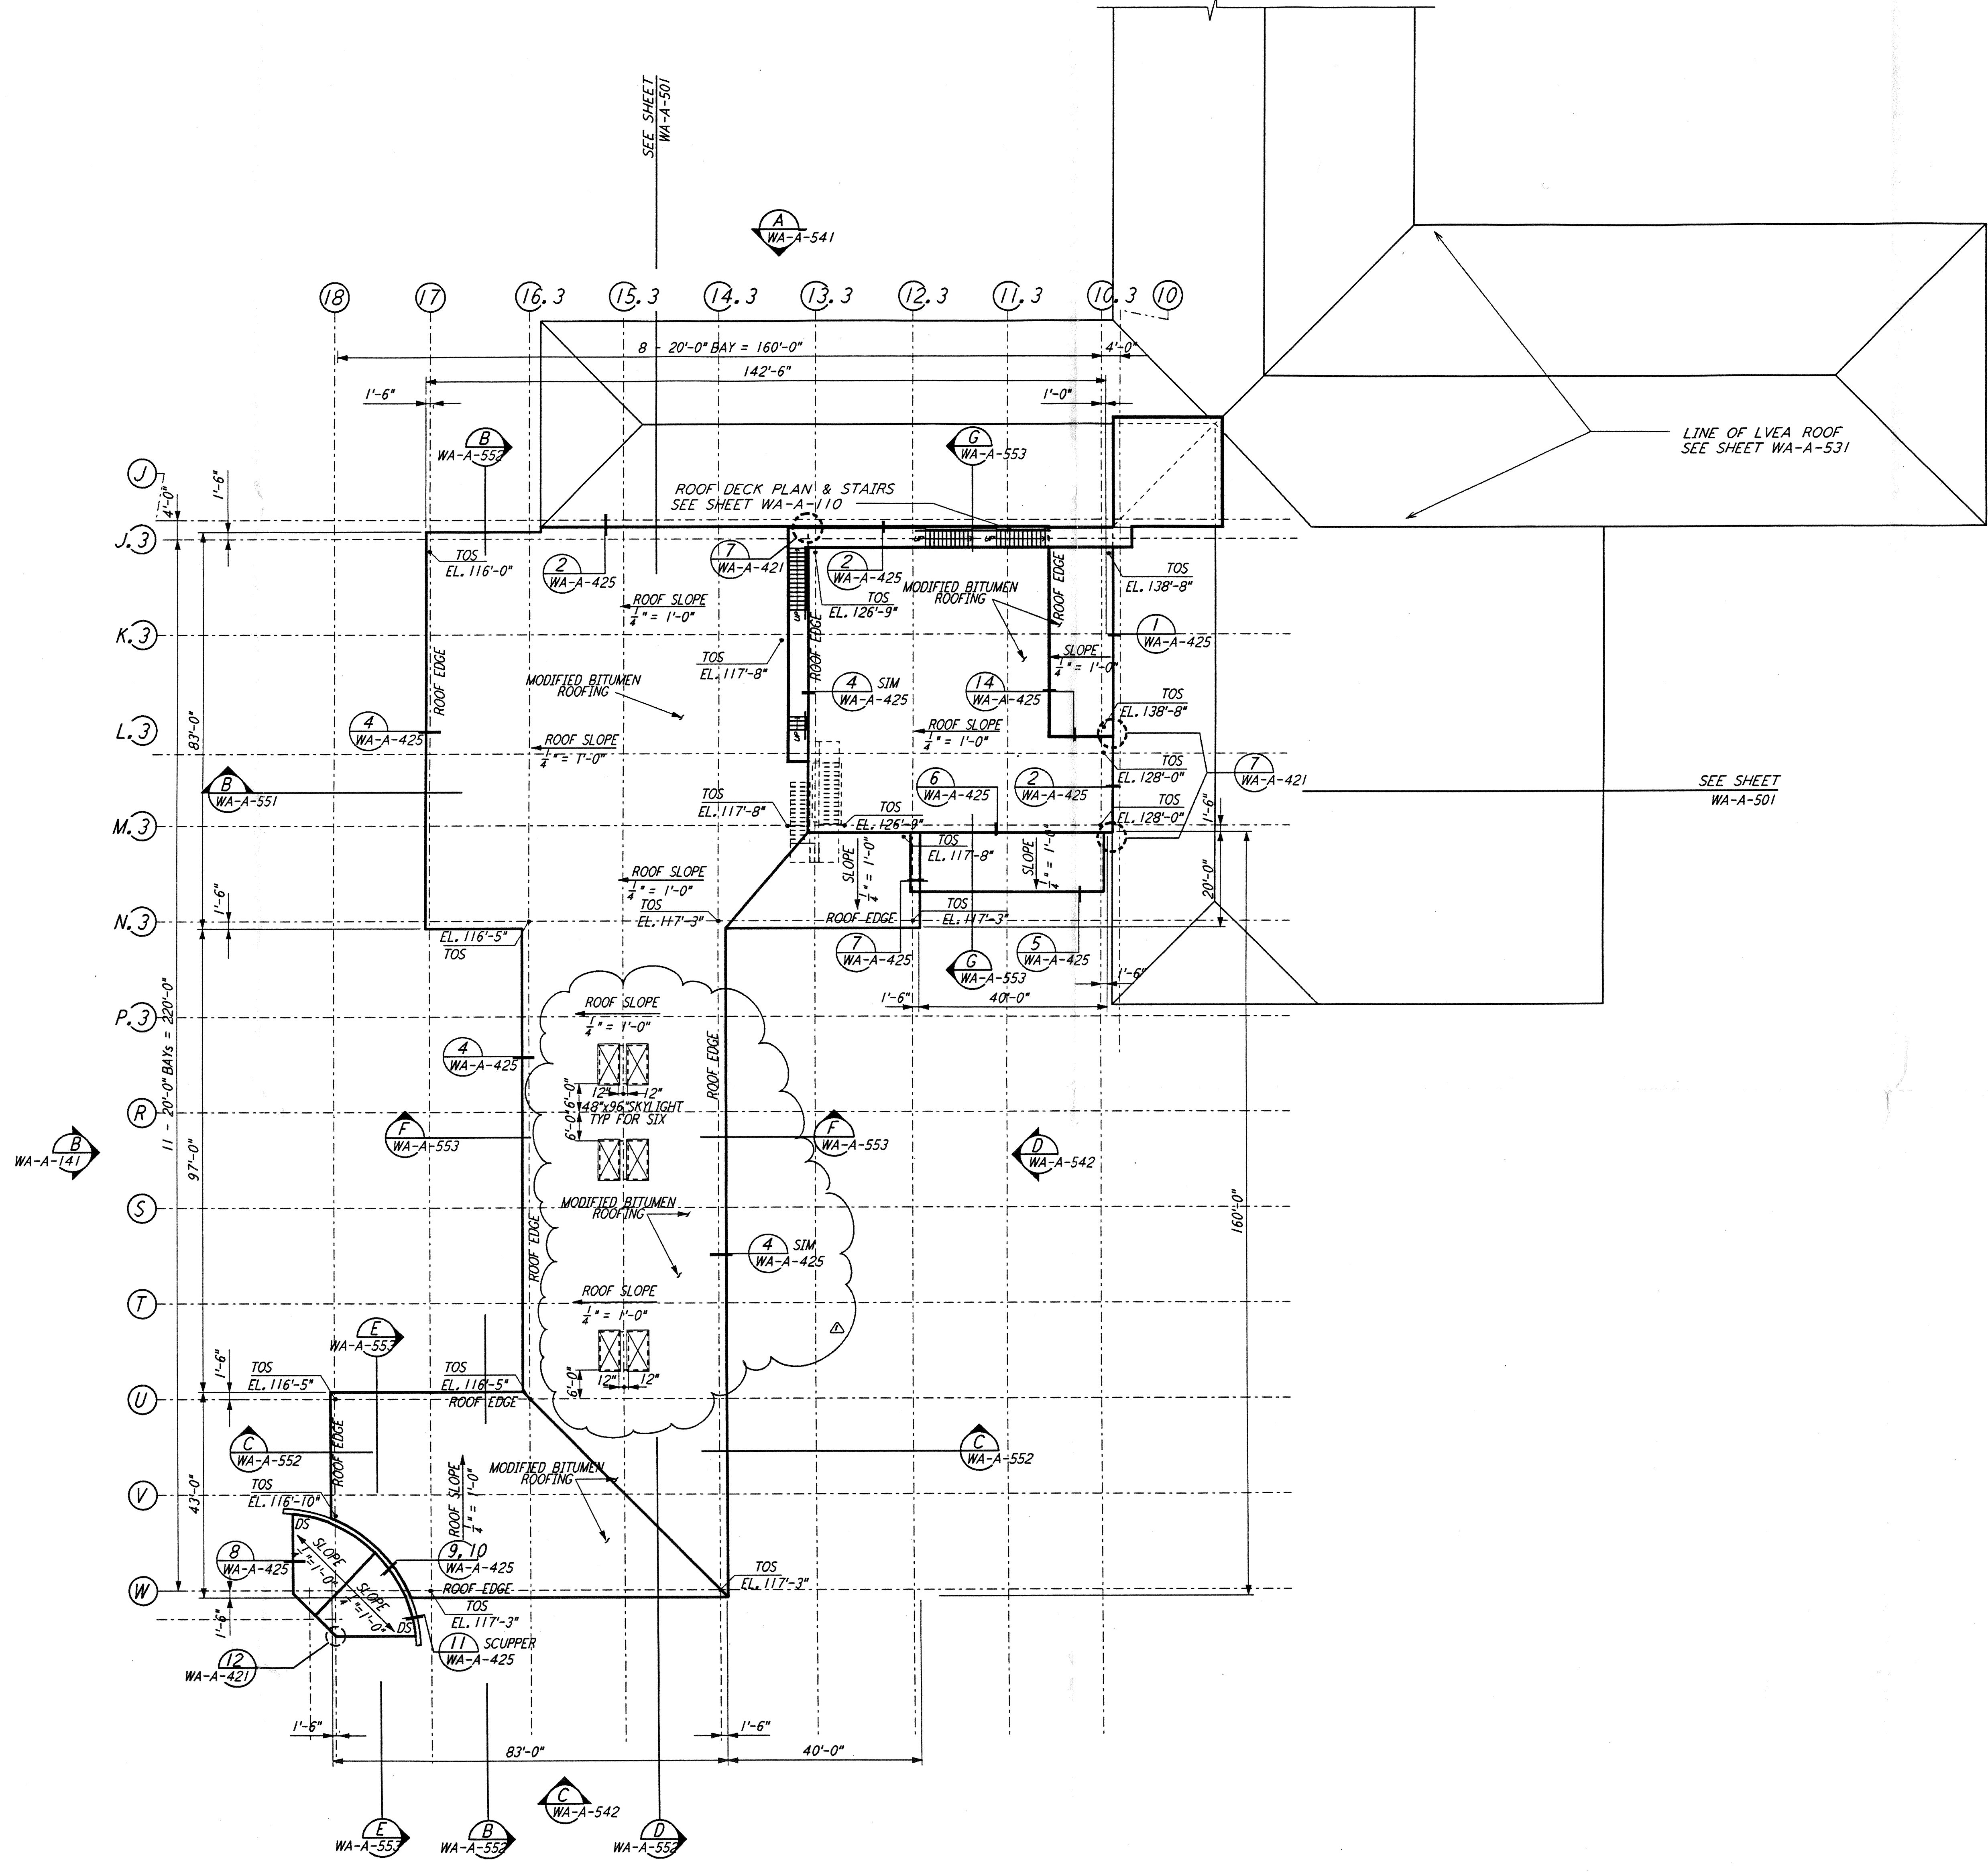 SEE SHEET
WA-A-501
A
WA-A-541
18
17
16.3
15.3
14.3
13.3
12.3
11.3
10.3
10
8 - 20'-0" BAY = 160'-0"
4'-0"
142'-6"
1'-6"
1'-0"
B
WA-A-552
G
WA-A-553
LINE OF LVEA ROOF
SEE SHEET WA-A-531
J
4'-0"
1'-6"
ROOF DECK PLAN & STAIRS
SEE SHEET WA-A-110
J.3
TOS
EL. 116'-0"
2
WA-A-425
7
WA-A-421
2
WA-A-425
TOS
EL. 138'-8"
MODIFIED BITUMEN
ROOFING
ROOF EDGE
ROOF SLOPE
1/4" = 1'-0"
TOS
EL. 126'-9"
UP
UP
UP
UP
K.3
ROOF EDGE
1
WA-A-425
TOS
EL. 117'-8"
SLOPE
1/4" = 1'-0"
ROOF EDGE
MODIFIED BITUMEN
ROOFING
4
SIM
WA-A-425
14
WA-A-425
TOS
EL. 138'-8"
L.3
83'-0"
4
WA-A-425
ROOF SLOPE
1/4" = 1'-0"
ROOF SLOPE
1/4" = 1'-0"
TOS
EL. 128'-0"
7
WA-A-421
B
WA-A-551
6
WA-A-425
2
WA-A-425
SEE SHEET
WA-A-501
TOS
EL. 117'-8"
TOS
EL. 126'-9"
TOS
EL. 128'-0"
1'-6"
M.3
TOS
EL. 117'-8"
SLOPE
1/4" = 1'-0"
SLOPE
1/4" = 1'-0"
20'-0"
ROOF SLOPE
1/4" = 1'-0"
1'-6"
N.3
TOS
EL. 117'-3"
ROOF EDGE
TOS
EL. 117'-3"
EL. 116'-5"
TOS
7
WA-A-425
G
WA-A-553
5
WA-A-425
1'-6"
1'-6"
40'-0"
P.3
11 - 20'-0" BAYs = 220'-0"
ROOF SLOPE
1/4" = 1'-0"
4
WA-A-425
ROOF EDGE
6'-0"
12"
12"
48"x96" SKYLIGHT
TYP FOR SIX
6'-0"
R
F
WA-A-553
F
WA-A-553
B
WA-A-141
D
WA-A-542
97'-0"
MODIFIED BITUMEN
ROOFING
S
160'-0"
ROOF EDGE
4
SIM
WA-A-425
ROOF SLOPE
1/4" = 1'-0"
T
1
E
WA-A-553
1'-6"
TOS
EL. 116'-5"
TOS
EL. 116'-5"
6'-0"
12"
12"
U
ROOF EDGE
ROOF EDGE
C
WA-A-552
C
WA-A-552
MODIFIED BITUMEN
ROOFING
43'-0"
V
TOS
EL. 116'-10"
ROOF SLOPE
1/4" = 1'-0"
DS
SLOPE
1/4"=1'-0"
8
WA-A-425
9,10
WA-A-425
W
SLOPE
1/4"=1'-0"
DS
ROOF EDGE
TOS
EL. 117'-3"
TOS
EL. 117'-3"
1'-6"
11
SCUPPER
WA-A-425
12
WA-A-421
1'-6"
1'-6"
83'-0"
40'-0"
C
WA-A-542
E
WA-A-553
B
WA-A-552
D
WA-A-552